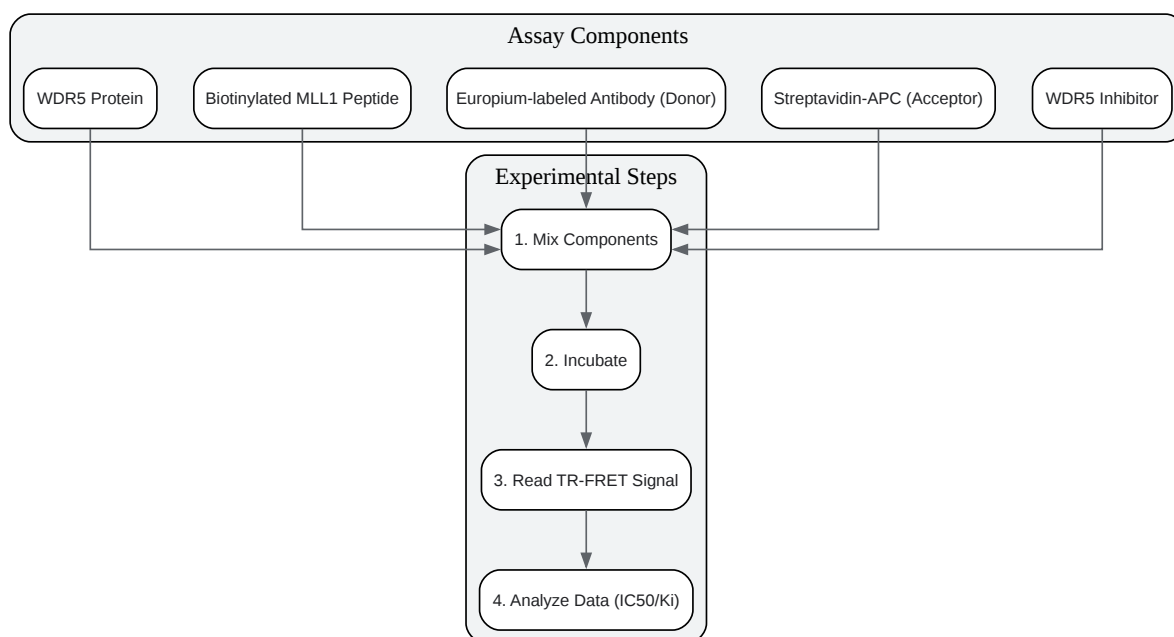 Assay Components
WDR5 Protein
Biotinylated MLL1 Peptide
Europium-labeled Antibody (Donor)
Streptavidin-APC (Acceptor)
WDR5 Inhibitor
Experimental Steps
1. Mix Components
2. Incubate
3. Read TR-FRET Signal
4. Analyze Data (IC50/Ki)